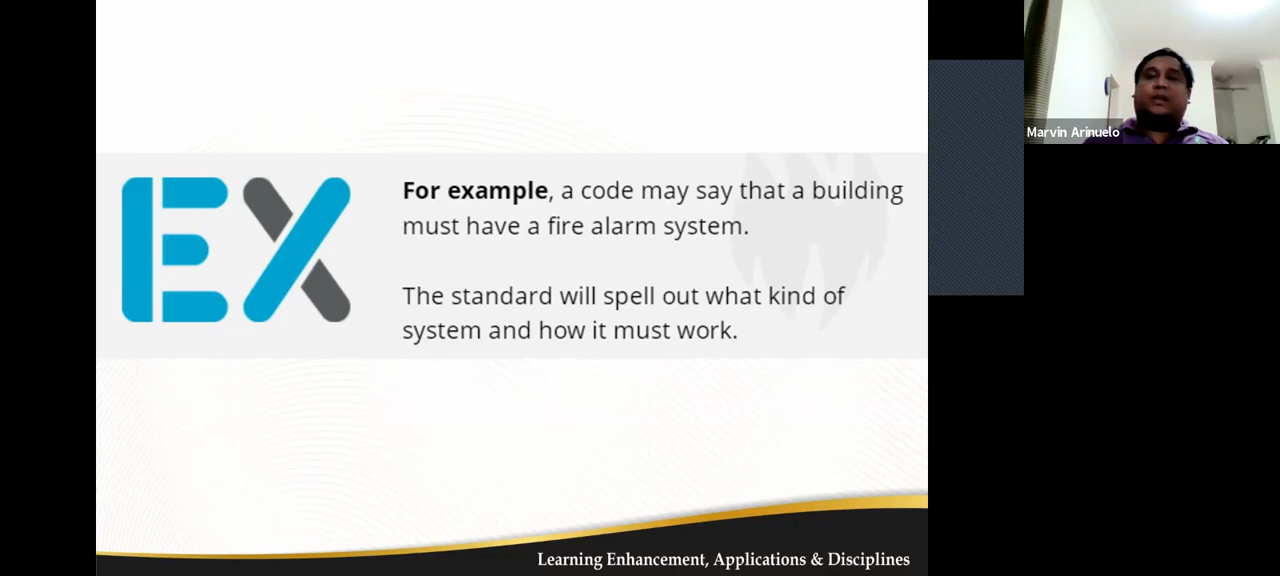 Marvin Arinuelo
EX
For example, a code may say that a building
must have a fire alarm system.
The standard will spell out what kind of
system and how it must work.
Learning Enhancement, Applications & Disciplines